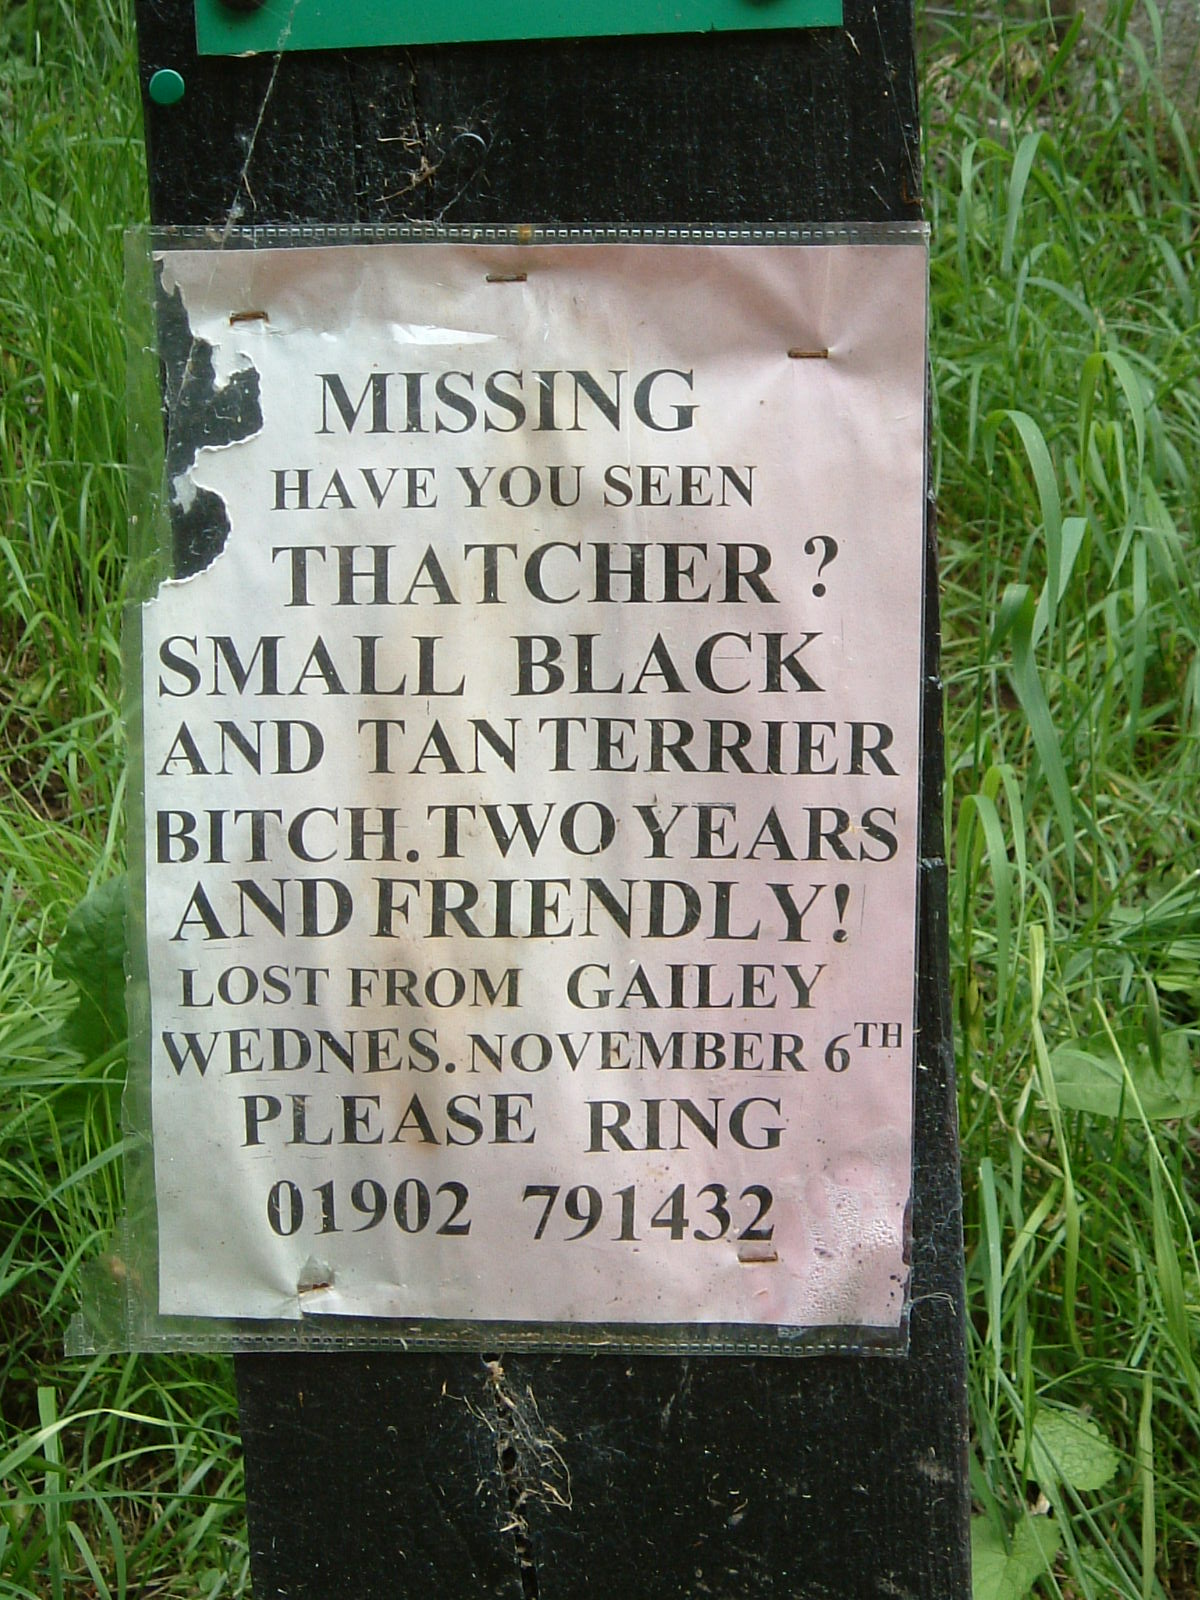 MISSING
HAVE YOU SEEN
THATCHER ?
SMALL BLACK
AND TAN TERRIER
BITCH. TWO YEARS
AND FRIENDLY!
LOST FROM GAILEY
WEDNES. NOVEMBER 6TH
PLEASE RING
01902 791432